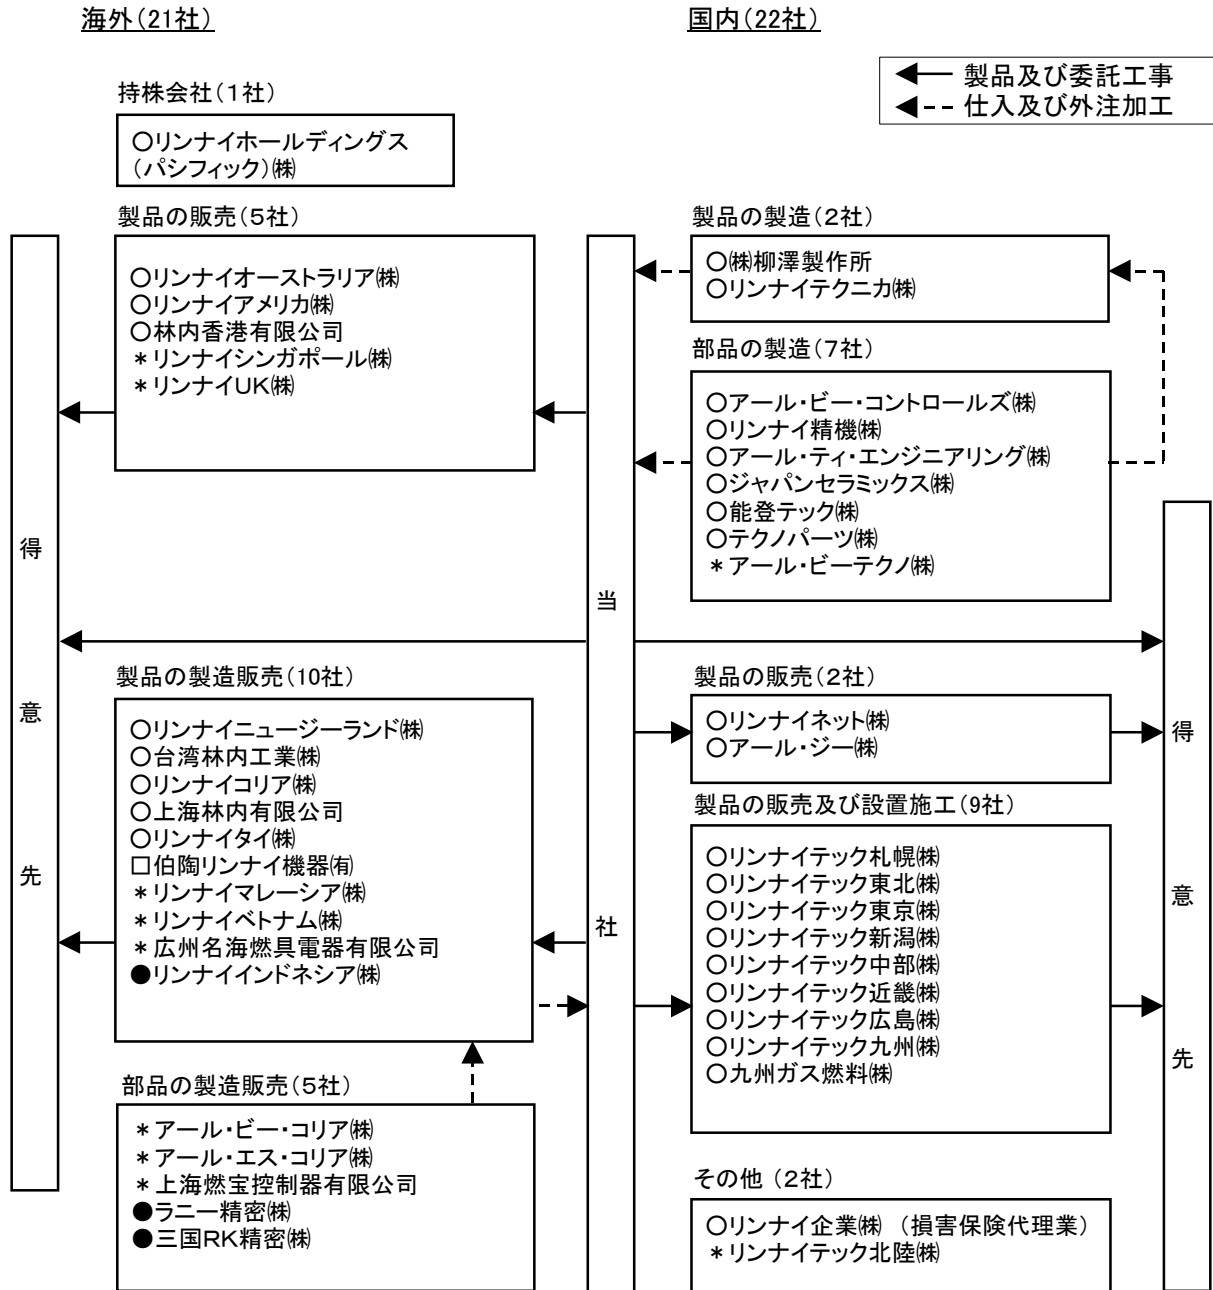 海外(21社)
国内(22社)
製品及び委託工事
仕入及び外注加工
持株会社(1社)
○リンナイホールディングス
(パシフィック)㈱
製品の販売(5社)
○リンナイオーストラリア㈱
○リンナイアメリカ㈱
○林内香港有限公司
*リンナイシンガポール㈱
*リンナイUK㈱
製品の製造販売(10社)
○リンナイニュージーランド㈱
○台湾林内工業㈱
○リンナイコリア㈱
○上海林内有限公司
○リンナイタイ㈱
□伯陶リンナイ機器㈲
*リンナイマレーシア㈱
*リンナイベトナム㈱
*広州名海燃具電器有限公司
●リンナイインドネシア㈱
部品の製造販売(5社)
*アール・ビー・コリア㈱
*アール・エス・コリア㈱
*上海燃宝控制器有限公司
●ラニー精密㈱
●三国RK精密㈱
得意先
当社
製品の製造(2社)
○㈱柳澤製作所
○リンナイテクニカ㈱
部品の製造(7社)
○アール・ビー・コントロールズ㈱
○リンナイ精機㈱
○アール・ティ・エンジニアリング㈱
○ジャパンセラミックス㈱
○能登テック㈱
○テクノパーツ㈱
*アール・ビーテクノ㈱
製品の販売(2社)
○リンナイネット㈱
○アール・ジー㈱
製品の販売及び設置施工(9社)
○リンナイテック札幌㈱
○リンナイテック東北㈱
○リンナイテック東京㈱
○リンナイテック新潟㈱
○リンナイテック中部㈱
○リンナイテック近畿㈱
○リンナイテック広島㈱
○リンナイテック九州㈱
○九州ガス燃料㈱
その他 (2社)
○リンナイ企業㈱ (損害保険代理業)
*リンナイテック北陸㈱
得意先